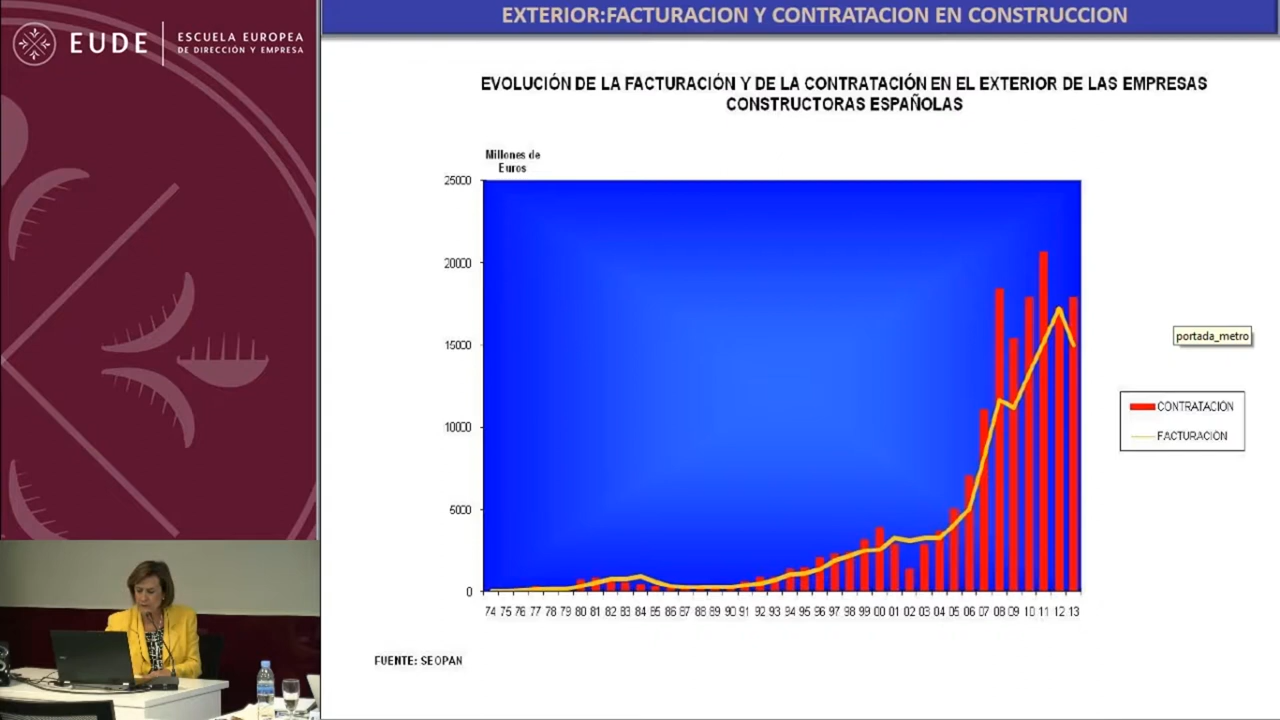 EUDE
ESCUELA EUROPEA
DE DIRECCIÓN Y EMPRESA
EXTERIOR:FACTURACION Y CONTRATACION EN CONSTRUCCION
EVOLUCIÓN DE LA FACTURACIÓN Y DE LA CONTRATACIÓN EN EL EXTERIOR DE LAS EMPRESAS
CONSTRUCTORAS ESPAÑOLAS
Millones de
Euros
25000
20000
15000
10000
5000
0
74 75 76 77 78 79 80 81 82 83 84 85 86 87 88 89 90 91 92 93 94 95 96 97 98 99 00 01 02 03 04 05 06 07 08 09 10 11 12 13
portada_metro
CONTRATACION
FACTURACION
FUENTE: SEOPAN